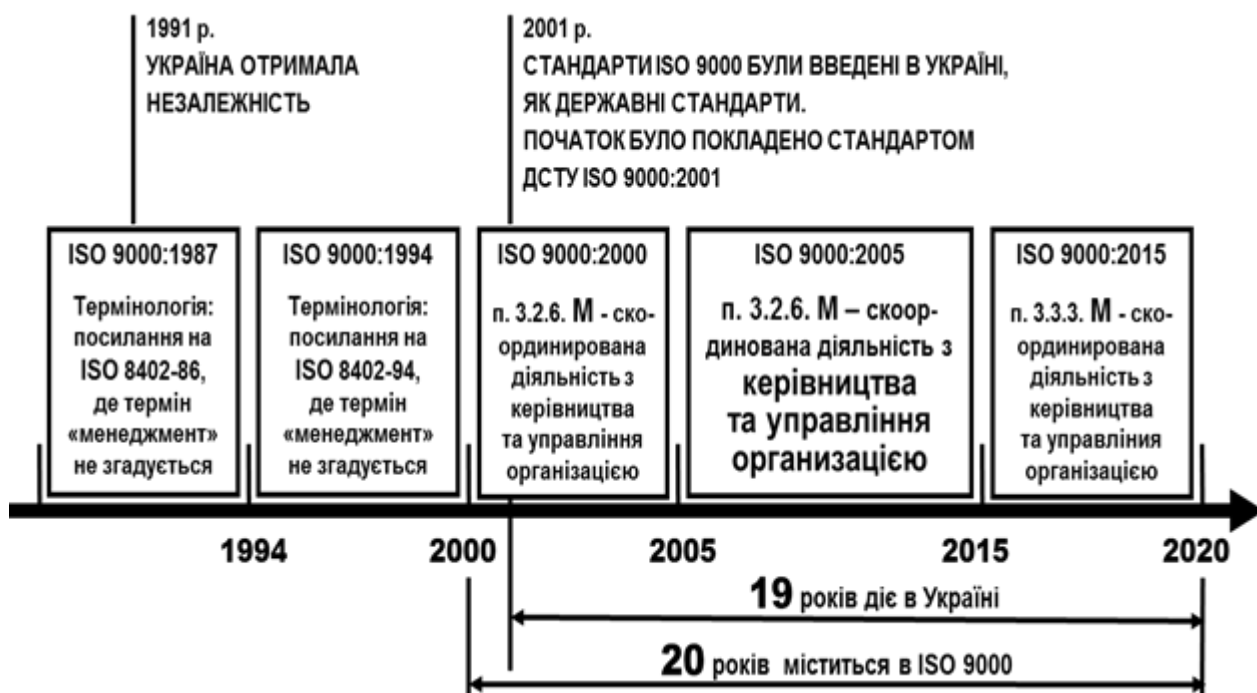 1991 р.
УКРАЇНА ОТРИМАЛА
НЕЗАЛЕЖНІСТЬ
2001 р.
СТАНДАРТИ ISO 9000 БУЛИ ВВЕДЕНІ В УКРАЇНІ,
ЯК ДЕРЖАВНІ СТАНДАРТИ.
ПОЧАТОК БУЛО ПОКЛАДЕНО СТАНДАРТОМ
ДСТУ ISO 9000:2001
ISO 9000:1987
Термінологія:
посилання на
ISO 8402-86,
де термін
«менеджмент»
не згадується
ISO 9000:1994
Термінологія:
посилання на
ISO 8402-94,
де термін
«менеджмент»
не згадується
ISO 9000:2000
п. 3.2.6. М - ско-
ординирована
діяльність з
керівництва
та управління
організацією
ISO 9000:2005
п. 3.2.6. М – скоор-
динована діяльність з
керівництва
та управління
организацією
ISO 9000:2015
п. 3.3.3. М - ско-
ординирована
діяльність з
керівництва
та управлiния
організацією
1994
2000
2005
2015
2020
19 років діє в Україні
20 років міститься в ISO 9000